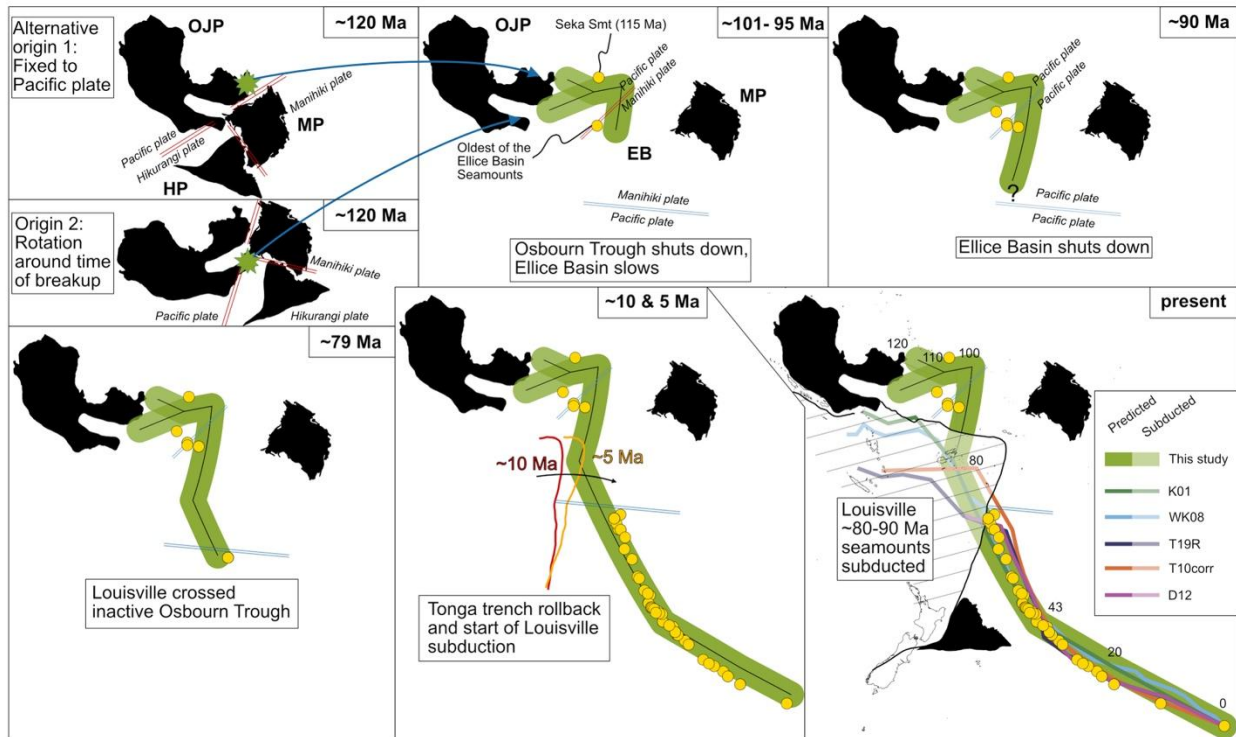 Alternative
origin 1:
Fixed to
Pacific plate
OJP
~120 Ma
Manihiki plate
MP
Pacific plate
Hikurangi plate
HP
Origin 2:
Rotation
around time
of breakup
~120 Ma
Manihiki plate
Pacific plate
Hikurangi plate
OJP
Seka Smt (115 Ma)
~101- 95 Ma
Pacific plate
Manihiki plate
MP
Oldest of the
Ellice Basin
Seamounts
EB
Manihiki plate
Pacific plate
Osbourn Trough shuts down,
Ellice Basin slows
~90 Ma
Pacific plate
Pacific plate
?
Pacific plate
Pacific plate
Ellice Basin shuts down
~79 Ma
Louisville crossed
inactive Osbourn Trough
~10 & 5 Ma
~10 Ma
~5 Ma
Tonga trench rollback
and start of Louisville
subduction
present
120
110
100
80
Louisville
~80-90 Ma
seamounts
subducted
43
20
0
Predicted
Subducted
This study
K01
WK08
T19R
T10corr
D12